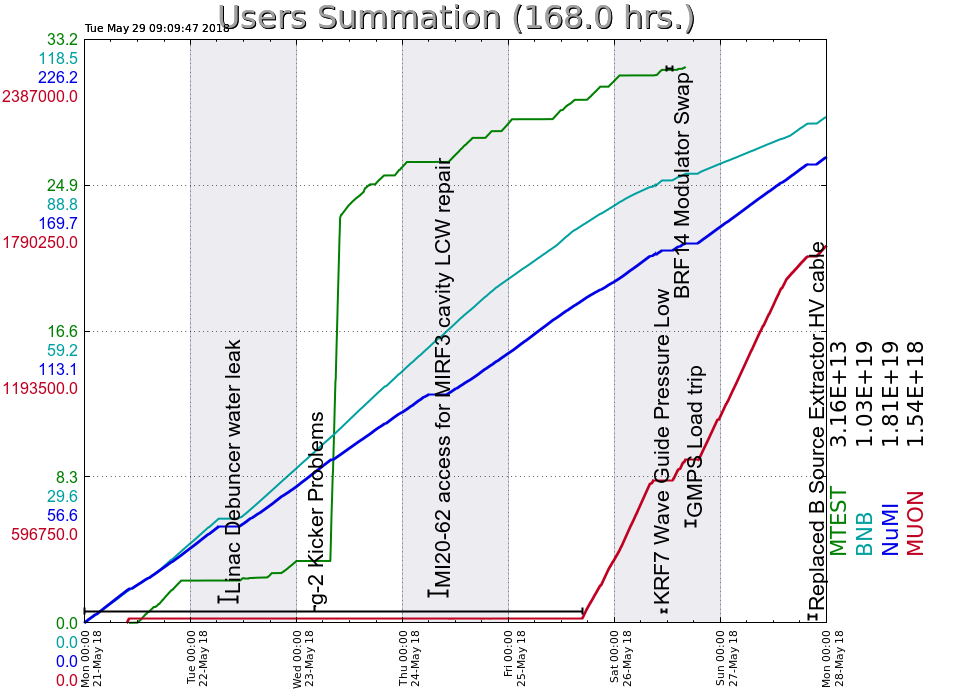 Users Summation (168.0 hrs.)
Tue May 29 09:09:47 2018
33.2
118.5
226.2
2387000.0
24.9
88.8
169.7
1790250.0
16.6
59.2
113.1
1193500.0
8.3
29.6
56.6
596750.0
0.0
0.0
0.0
0.0
Linac Debuncer water leak
g-2 Kicker Problems
MI20-62 access for MIRF3 cavity LCW repair
KRF7 Wave Guide Pressure Low
BRF14 Modulator Swap
GMPS Load trip
Replaced B Source Extractor HV cable
MTEST 3.16E+13
BNB 1.03E+19
NuMI 1.81E+19
MUON 1.54E+18
Mon 00:00
21-May 18
Tue 00:00
22-May 18
Wed 00:00
23-May 18
Thu 00:00
24-May 18
Fri 00:00
25-May 18
Sat 00:00
26-May 18
Sun 00:00
27-May 18
Mon 00:00
28-May 18